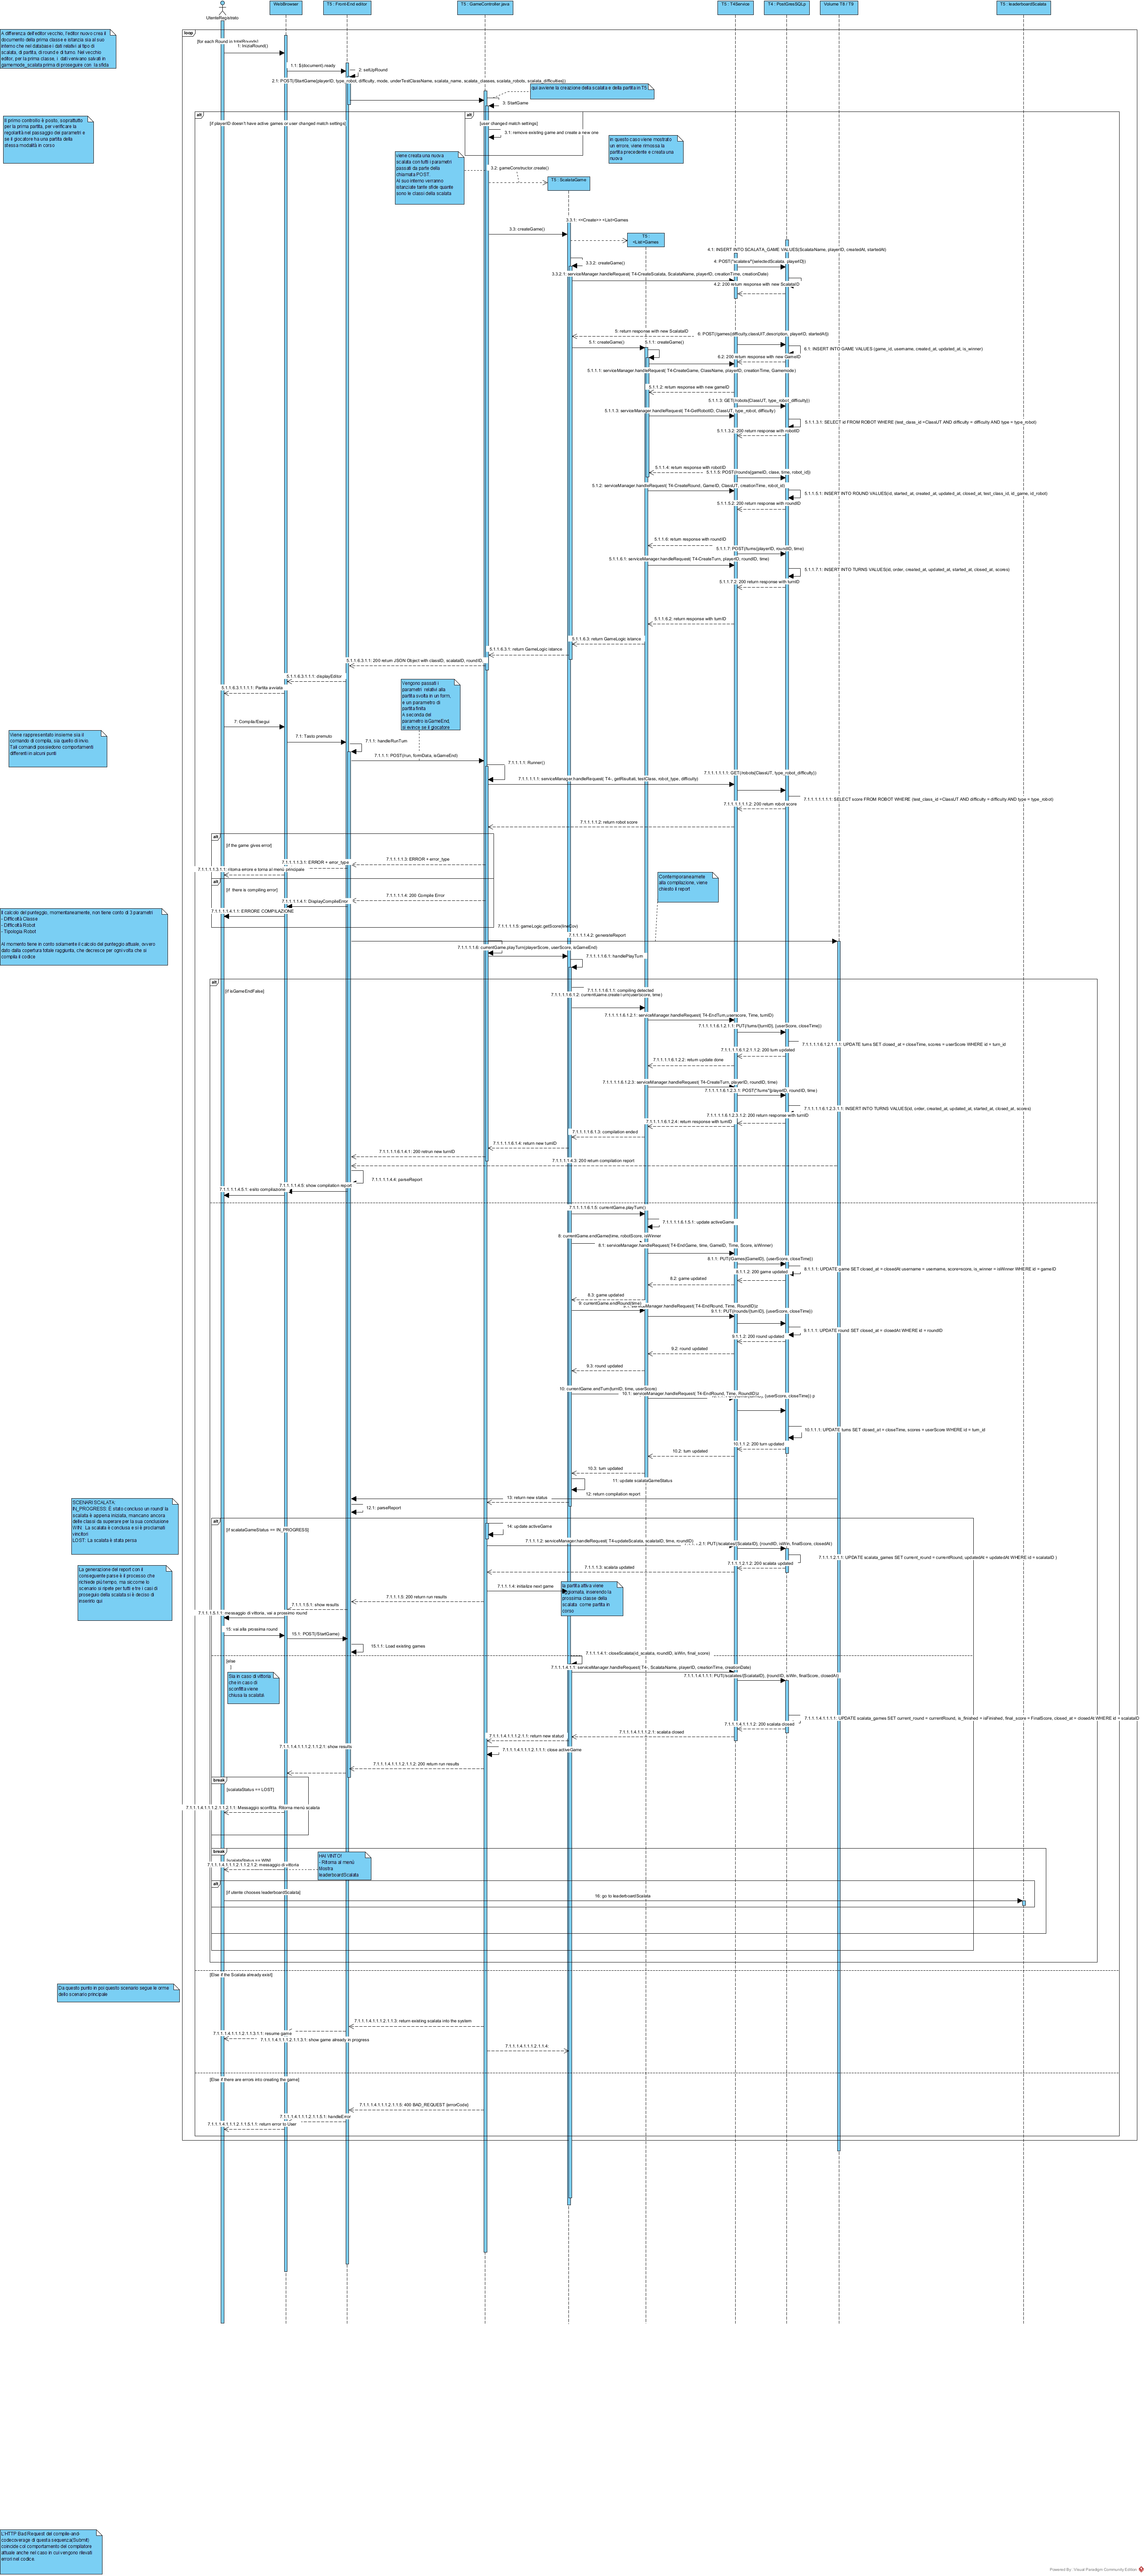 UtenteRegistrato
WebBrowser
T5 : Front-End editor
T5 : GameController.java
T5 : T4Service
T4 : PostGresSQLp
Volume T8 / T9
T5 : leaderboardScalata
A differenza dell'editor vecchio, l'editor nuovo crea il
documento della prima classe e istanzia sia al suo
interno che nel database i dati relativi al tipo di
scalata, di partita, di round e di turno. Nel vecchio
editor, per la prima classe, i dati venivano salvati in
gamemode_scalata prima di proseguire con la sfida
loop
1: iniziaRound()
1.1: $(document).ready
2: setUpRound
2.1: POST(/StartGame{playerID, type_robot, difficulty, mode, underTestClassName, scalata_name, scalata_classes, scalata_robots, scalata_difficulties})
qui avviene la creazione della scalata e della partita in T5
3: StartGame
alt
[if playerID doesn't have active games or user changed match settings]
alt
[user changed match settings]
3.1: remove existing game and create a new one
Il primo controllo è posto, soprattutto
per la prima partita, per verificare la
regolarità nel passaggio dei parametri e
se il giocatore ha una partita della
stessa modalità in corso
In questo caso viene mostrato
un errore, viene rimossa la
partita precedente e creata una
nuova
viene creata una nuova
scalata con tutti i parametri
passati da parte della
chiamata POST.
Al suo interno verranno
istanziate tante sfide quante
sono le classi della scalata
3.2: gameConstructor.create()
T5 : ScalataGame
3.3.1: <<Create>> <List>Games
3.3: createGame()
T5 :
<List>Games
4.1: INSERT INTO SCALATA_GAME VALUES(ScalataName, playerID, createdAt, startedAt)
3.3.2: createGame()
4: POST("scalates/"{selectedScalata, playerID})
3.3.2.1: serviceManager.handleRequest( T4-CreateScalata, ScalataName, playerID, creationTime, creationDate)
4.2: 200 return response with new ScalataID
5: return response with new ScalataID
6: POST(/games{difficulty,classUIT,description, playerID, startedAt})
5.1: createGame()
5.1.1: createGame()
6.1: INSERT INTO GAME VALUES (game_id, username, created_at, updated_at, is_winner)
6.2: 200 return response with new GameID
5.1.1.1: serviceManager.handleRequest( T4-CreateGame, ClassName, playerID, creationTime, Gamemode)
5.1.1.2: return response with new gameID
5.1.1.3: GET(/robots{ClassUT, type_robot,difficulty})
5.1.1.3: serviceManager.handleRequest( T4-GetRobotID, ClassUT, type_robot, difficulty)
5.1.1.3.1: SELECT id FROM ROBOT WHERE (test_class_id =ClassUT AND difficulty = difficulty AND type = type_robot)
5.1.1.3.2: 200 return response with robotID
5.1.1.4: return response with robotID
5.1.1.5: POST(/rounds{gameID, class, time, robot_id})
5.1.2: serviceManager.handleRequest( T4-CreateRound, GameID, ClassUT, creationTime, robot_id)
5.1.1.5.1: INSERT INTO ROUND VALUES(id, started_at, created_at, updated_at, closed_at, test_class_id, id_game, id_robot)
5.1.1.5.2: 200 return response with roundID
5.1.1.6: return response with roundID
5.1.1.7: POST(/turns{playerID, roundID, time)
5.1.1.6.1: serviceManager.handleRequest( T4-CreateTurn, playerID, roundID, time)
5.1.1.7.1: INSERT INTO TURNS VALUES(id, order, created_at, updated_at, started_at, closed_at, scores)
5.1.1.7.2: 200 return response with turnID
5.1.1.8.2: return response with turnID
5.1.1.6.3: return GameLogic istance
5.1.1.6.3.1: return GameLogic istance
5.1.1.6.3.1.1: 200 return JSON Object with classID, scalataID, roundID,
5.1.1.6.3.1.1.1: displayEditor
5.1.1.6.3.1.1.1.1: Partita avviata
Vengono passati i
parametri relativi alla
partita svolta in un form,
e un parametro di
partita finita
A seconda del
parametro isGameEnd,
si evince se il giocatore
7: Compila/Esegui
Viene rappresentato insieme sia il
comando di compila, sia quello di invio.
Tali comandi possiedono comportamenti
differenti in alcuni punti
7.1: Tasto premuto
7.1.1: handleRunTurn
7.1.1.1: POST(/run, formData, isGameEnd)
7.1.1.1.1: Runner()
7.1.1.1.1.1.1: GET(/robots{ClassUT, type_robot,difficulty})
7.1.1.1.1.1: serviceManager.handleRequest( T4-, getResultati, testClass, robot_type, difficulty)
7.1.1.1.1.1.1.1: SELECT score FROM ROBOT WHERE (test_class_id =ClassUT AND difficulty = difficulty AND type = type_robot)
7.1.1.1.1.1.2: 200 return robot score
7.1.1.1.1.2: return robot score
alt
[if the game gives error]
7.1.1.1.1.3: ERROR + error_type
7.1.1.1.1.3.1: ERROR + error_type
7.1.1.1.1.3.1.1: ritorna errore e torna al menù principale
alt
[if there is compiling error]
7.1.1.1.1.4: 200 Compile Error
7.1.1.1.1.4.1: DisplayCompileError
7.1.1.1.1.4.1.1: ERRORE COMPILAZIONE
Contemporaneamete
alla compilazione, viene
chiesto il report
Il calcolo del punteggio, momentaneamente, non tiene conto di 3 parametri
- Difficoltà Classe
- Difficoltà Robot
- Tipologia Robot
Al momento tiene in conto solamente il calcolo del punteggio attuale, ovvero
dato dalla copertura totale raggiunta, che decresce per ogni volta che si
compila il codice
7.1.1.1.1.5: gameLogic.getScore(lineCov)
7.1.1.1.1.4.2: generateReport
7.1.1.1.1.6: currentGame.playTurn(playerScore, userScore, isGameEnd)
7.1.1.1.1.6.1: handlePlayTurn
alt
[if isGameEndFalse]
7.1.1.1.1.6.1.1: compiling detected
7.1.1.1.1.6.1.2: currentGame.createTurn(userscore, time)
7.1.1.1.1.6.1.2.1: serviceManager.handleRequest( T4-EndTurn,userscore, Time, turnID)
7.1.1.1.1.6.1.2.1.1: PUT(/turns/{turnID}, {userScore, closeTime})
7.1.1.1.1.6.1.2.1.1.1: UPDATE turns SET closed_at = closeTime, scores = userScore WHERE id = turn_id
7.1.1.1.1.6.1.2.1.1.2: 200 turn updated
7.1.1.1.1.6.1.2.2: return update done
7.1.1.1.1.6.1.2.3: serviceManager.handleRequest( T4-CreateTurn, playerID, roundID, time)
7.1.1.1.1.6.1.2.3.1: POST("/turns"{playerID, roundID, time)
7.1.1.1.1.6.1.2.3.1.1: INSERT INTO TURNS VALUES(id, order, created_at, updated_at, started_at, closed_at, scores)
7.1.1.1.1.6.1.2.3.1.2: 200 return response with turnID
7.1.1.1.1.6.1.2.4: return response with turnID
7.1.1.1.1.6.1.3: compilation ended
7.1.1.1.1.6.1.4: return new turnID
7.1.1.1.1.6.1.4.1: 200 retrun new turnID
7.1.1.1.1.4.3: 200 return compilation report
7.1.1.1.1.4.4: parseReport
7.1.1.1.1.4.5: show compilation report
7.1.1.1.1.4.5.1: esito compilazione
7.1.1.1.1.6.1.5: currentGame.playTurn()
7.1.1.1.1.6.1.5.1: update activeGame
8: currentGame.endGame(time, robotScore, isWinner
8.1: serviceManager.handleRequest( T4-EndGame, time, GameID, Time, Score, isWinner)
8.1.1: PUT(/Games/{GameID}, {userScore, closeTime})
8.1.1.1: UPDATE game SET closed_at = closedAt username = username, score=score, is_winner = isWinner WHERE id = gameID
8.1.1.2: 200 game updated
8.2: game updated
8.3: game updated
9: currentGame.endRound(time)
9.1.1: PUT(/rounds/{turnID}, {userScore, closeTime})
9.1.1.1: UPDATE round SET closed_at = closedAt WHERE id = roundID
9.1.1.2: 200 round updated
9.2: round updated
9.3: round updated
10: currentGame.endTurn(turnID, time, userScore)
10.1: serviceManager.handleRequest( T4-EndRound, Time, RoundID)z
10.1.1.1: UPDATE turns SET closed_at = closeTime, scores = userScore WHERE id = turn_id
10.1.1.2: 200 turn updated
10.2: turn updated
10.3: turn updated
11: update scalataGameStatus
12: return compilation report
13: return new status
12.1: parseReport
SCENARI SCALATA:
IN_PROGRESS: È stato concluso un round/ la
scalata è appena iniziata, mancano ancora
delle classi da superare per la sua conclusione
WIN: La scalata è conclusa e si è proclamati
vincitori
LOST: La scalata è stata persa
alt
[if scalataGameStatus == IN_PROGRESS]
14: update activeGame
7.1.1.1.2: serviceManager.handleRequest( T4-updateScalata, scalataID, time, roundID)
7.1.1.1.2.1.1: UPDATE scalata_games SET current_round = currentRound, updatedAt = updatedAt WHERE id = scalataID )
7.1.1.1.2.1.2: 200 scalata updated
7.1.1.1.3: scalata updated
La generazione del report con il
conseguente parse è il processo che
richiede più tempo, ma siccome lo
scenario si ripete per tutti e tre i casi di
proseguio della scalata si è deciso di
inserirlo qui
7.1.1.1.4: Initialize next game
la partita attiva viene
aggiornata, inserendo la
prossima classe della
scalata come partita in
corso
7.1.1.1.5: 200 return run results
7.1.1.1.5.1: show results
7.1.1.1.5.1.1: messaggio di vittoria, vai a prossimo round
15: vai alla prossima round
15.1: POST(/StartGame)
15.1.1: Load existing games
[else
]
7.1.1.1.4.1: closeScalata(id_scalata, roundID, isWin, final_score)
7.1.1.1.4.1.1: serviceManager.handleRequest( T4-, ScalataName, playerID, creationTime, creationDate)
7.1.1.1.4.1.1.1: PUT(/scalates/{ScalataID}, {roundID, isWin, finalScore, closedAt)
Sia in caso di vittoria
che in caso di
sconfitta viene
chiusa la scalata
7.1.1.1.4.1.1.1.1: UPDATE scalata_games SET current_round = currentRound, is_finished = isFinished, final_score = FinalScore, closed_at = closedAt WHERE id = scalataID
7.1.1.1.4.1.1.1.2: 200 scalata closed
7.1.1.1.4.1.1.1.2.1: scalata closed
7.1.1.1.4.1.1.1.2.1.1: return new status
7.1.1.1.4.1.1.1.2.1.1.1: close activeGame
7.1.1.1.4.1.1.1.2.1.1.2.1: show results
7.1.1.1.4.1.1.1.2.1.1.2: 200 return run results
break
[scalataStatus == LOST]
7.1.1.1.4.1.1.1.2.1.1.2.1.1: Messaggio sconfitta. Ritorna menù scalata
break
7.1.1.1.4.1.1.1.2.1.1.2.1.2: messaggio di vittoria
HAI VINTO!
- Ritorna al menù
Mostra
leaderboardScalata
alt
[if utente chooses leaderboardScalata]
16: go to leaderboardScalata
[Else if the Scalata already exist]
Da questo punto in poi questo scenario segue le orme
dello scenario principale
7.1.1.1.4.1.1.1.2.1.1.3: return existing scalata into the system
7.1.1.1.4.1.1.1.2.1.1.3.1.1: resume game
7.1.1.1.4.1.1.1.2.1.1.3.1: show game already in progress
7.1.1.1.4.1.1.1.2.1.1.4:
[Else if there are errors into creating the game]
7.1.1.1.4.1.1.1.2.1.1.5: 400 BAD_REQUEST (errorCode)
7.1.1.1.4.1.1.1.2.1.1.5.1: handleError
7.1.1.1.4.1.1.1.2.1.1.5.1.1: return error to User
L'HTTP Bad Request del compile and
codecoverage di questa sequenza(Submit)
coincide col comportamento del compilatore
attuale anche nel caso in cui vengono rilevati
errori nel codice.
Powered By: Visual Paradigm Community Edition